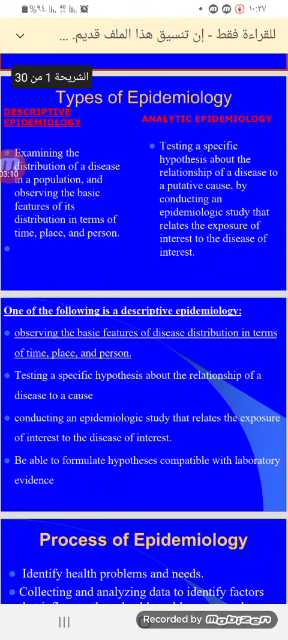 %٩٤
١٠:٢٧
للقراءة فقط - إن تنسيق هذا الملف قديم. ...
الشريحة 1 من 30
Types of Epidemiology
DESCRIPTIVE
EPIDEMIOLOGY
Examining the
distribution of a disease
in a population, and
observing the basic
features of its
distribution in terms of
time, place, and person.
ANALYTIC EPIDEMIOLOGY
Testing a specific
hypothesis about the
relationship of a disease to
a putative cause, by
conducting an
epidemiologic study that
relates the exposure of
interest to the disease of
interest.
03:10
One of the following is a descriptive epidemiology:
observing the basic features of disease distribution in terms
of time, place, and person.
Testing a specific hypothesis about the relationship of a
disease to a cause
conducting an epidemiologic study that relates the exposure
of interest to the disease of interest.
Be able to formulate hypotheses compatible with laboratory
evidence
Process of Epidemiology
Identify health problems and needs.
Collecting and analyzing data to identify factors
Recorded by mobizen